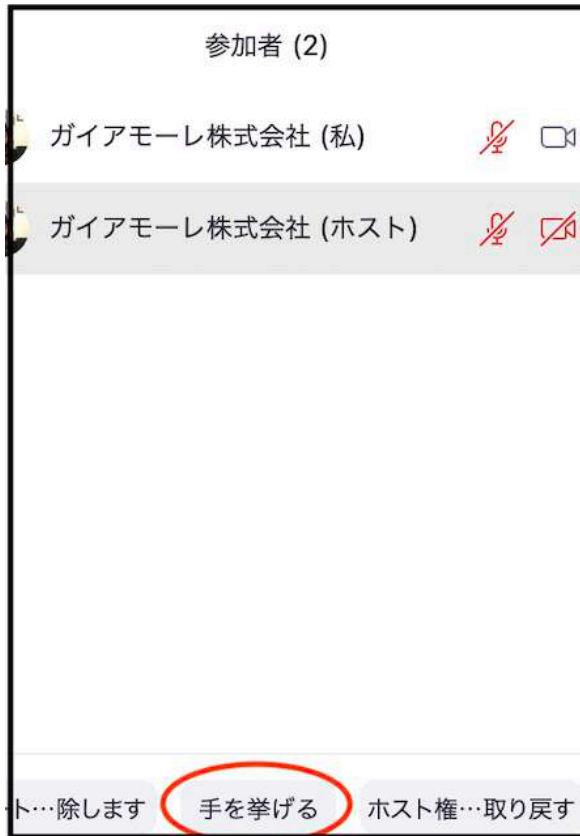 参加者 (2)
ガイアモーレ株式会社 (私)
ガイアモーレ株式会社 (ホスト)
ト…除します 手を挙げる ホスト権…取り戻す